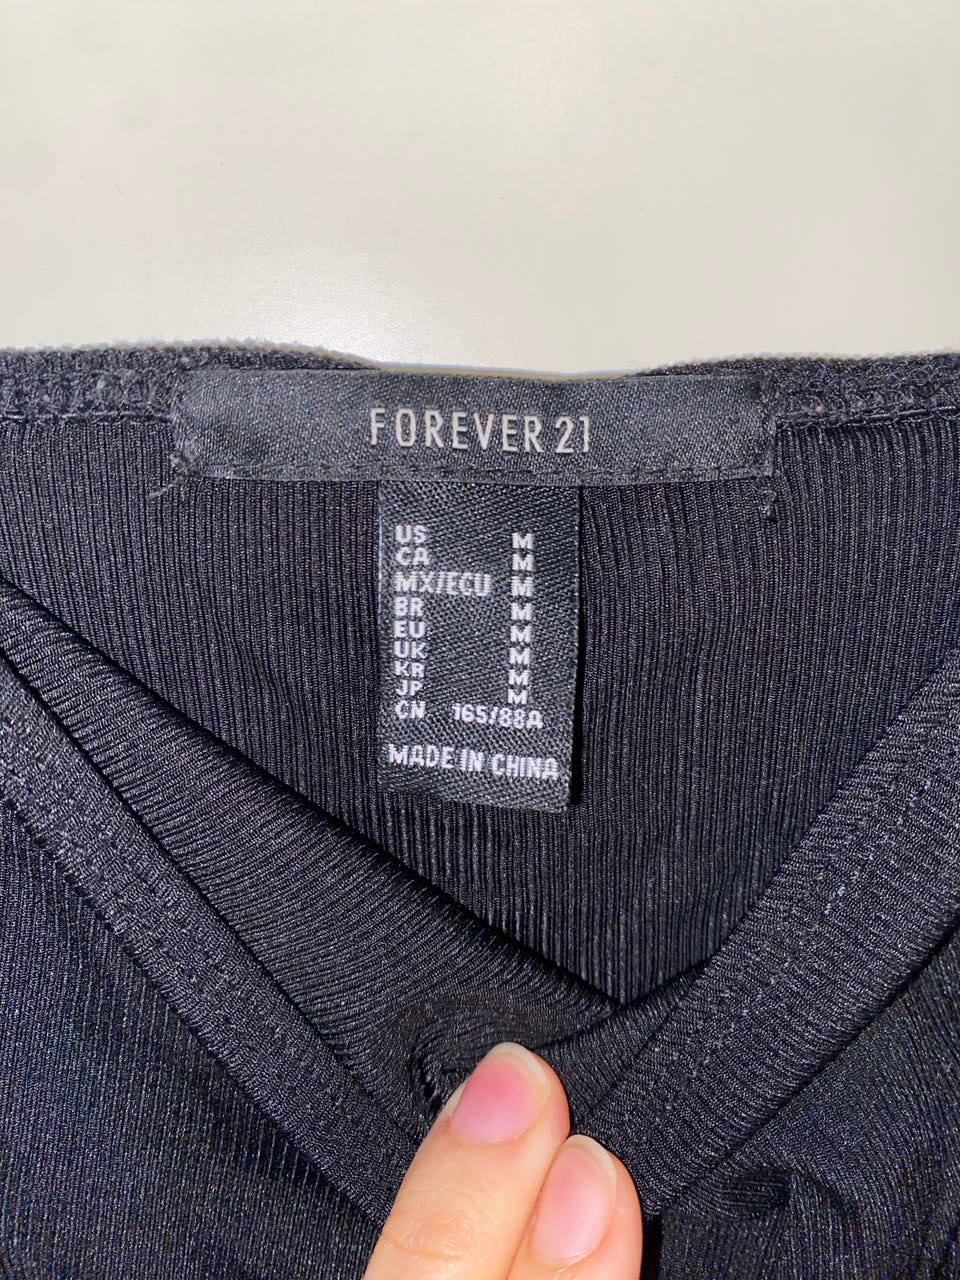 FOREVER 21
US M
CA M
MX/ECU M
BR M
EU M
UK M
KR M
JP M
CN 165/88A
MADE IN CHINA